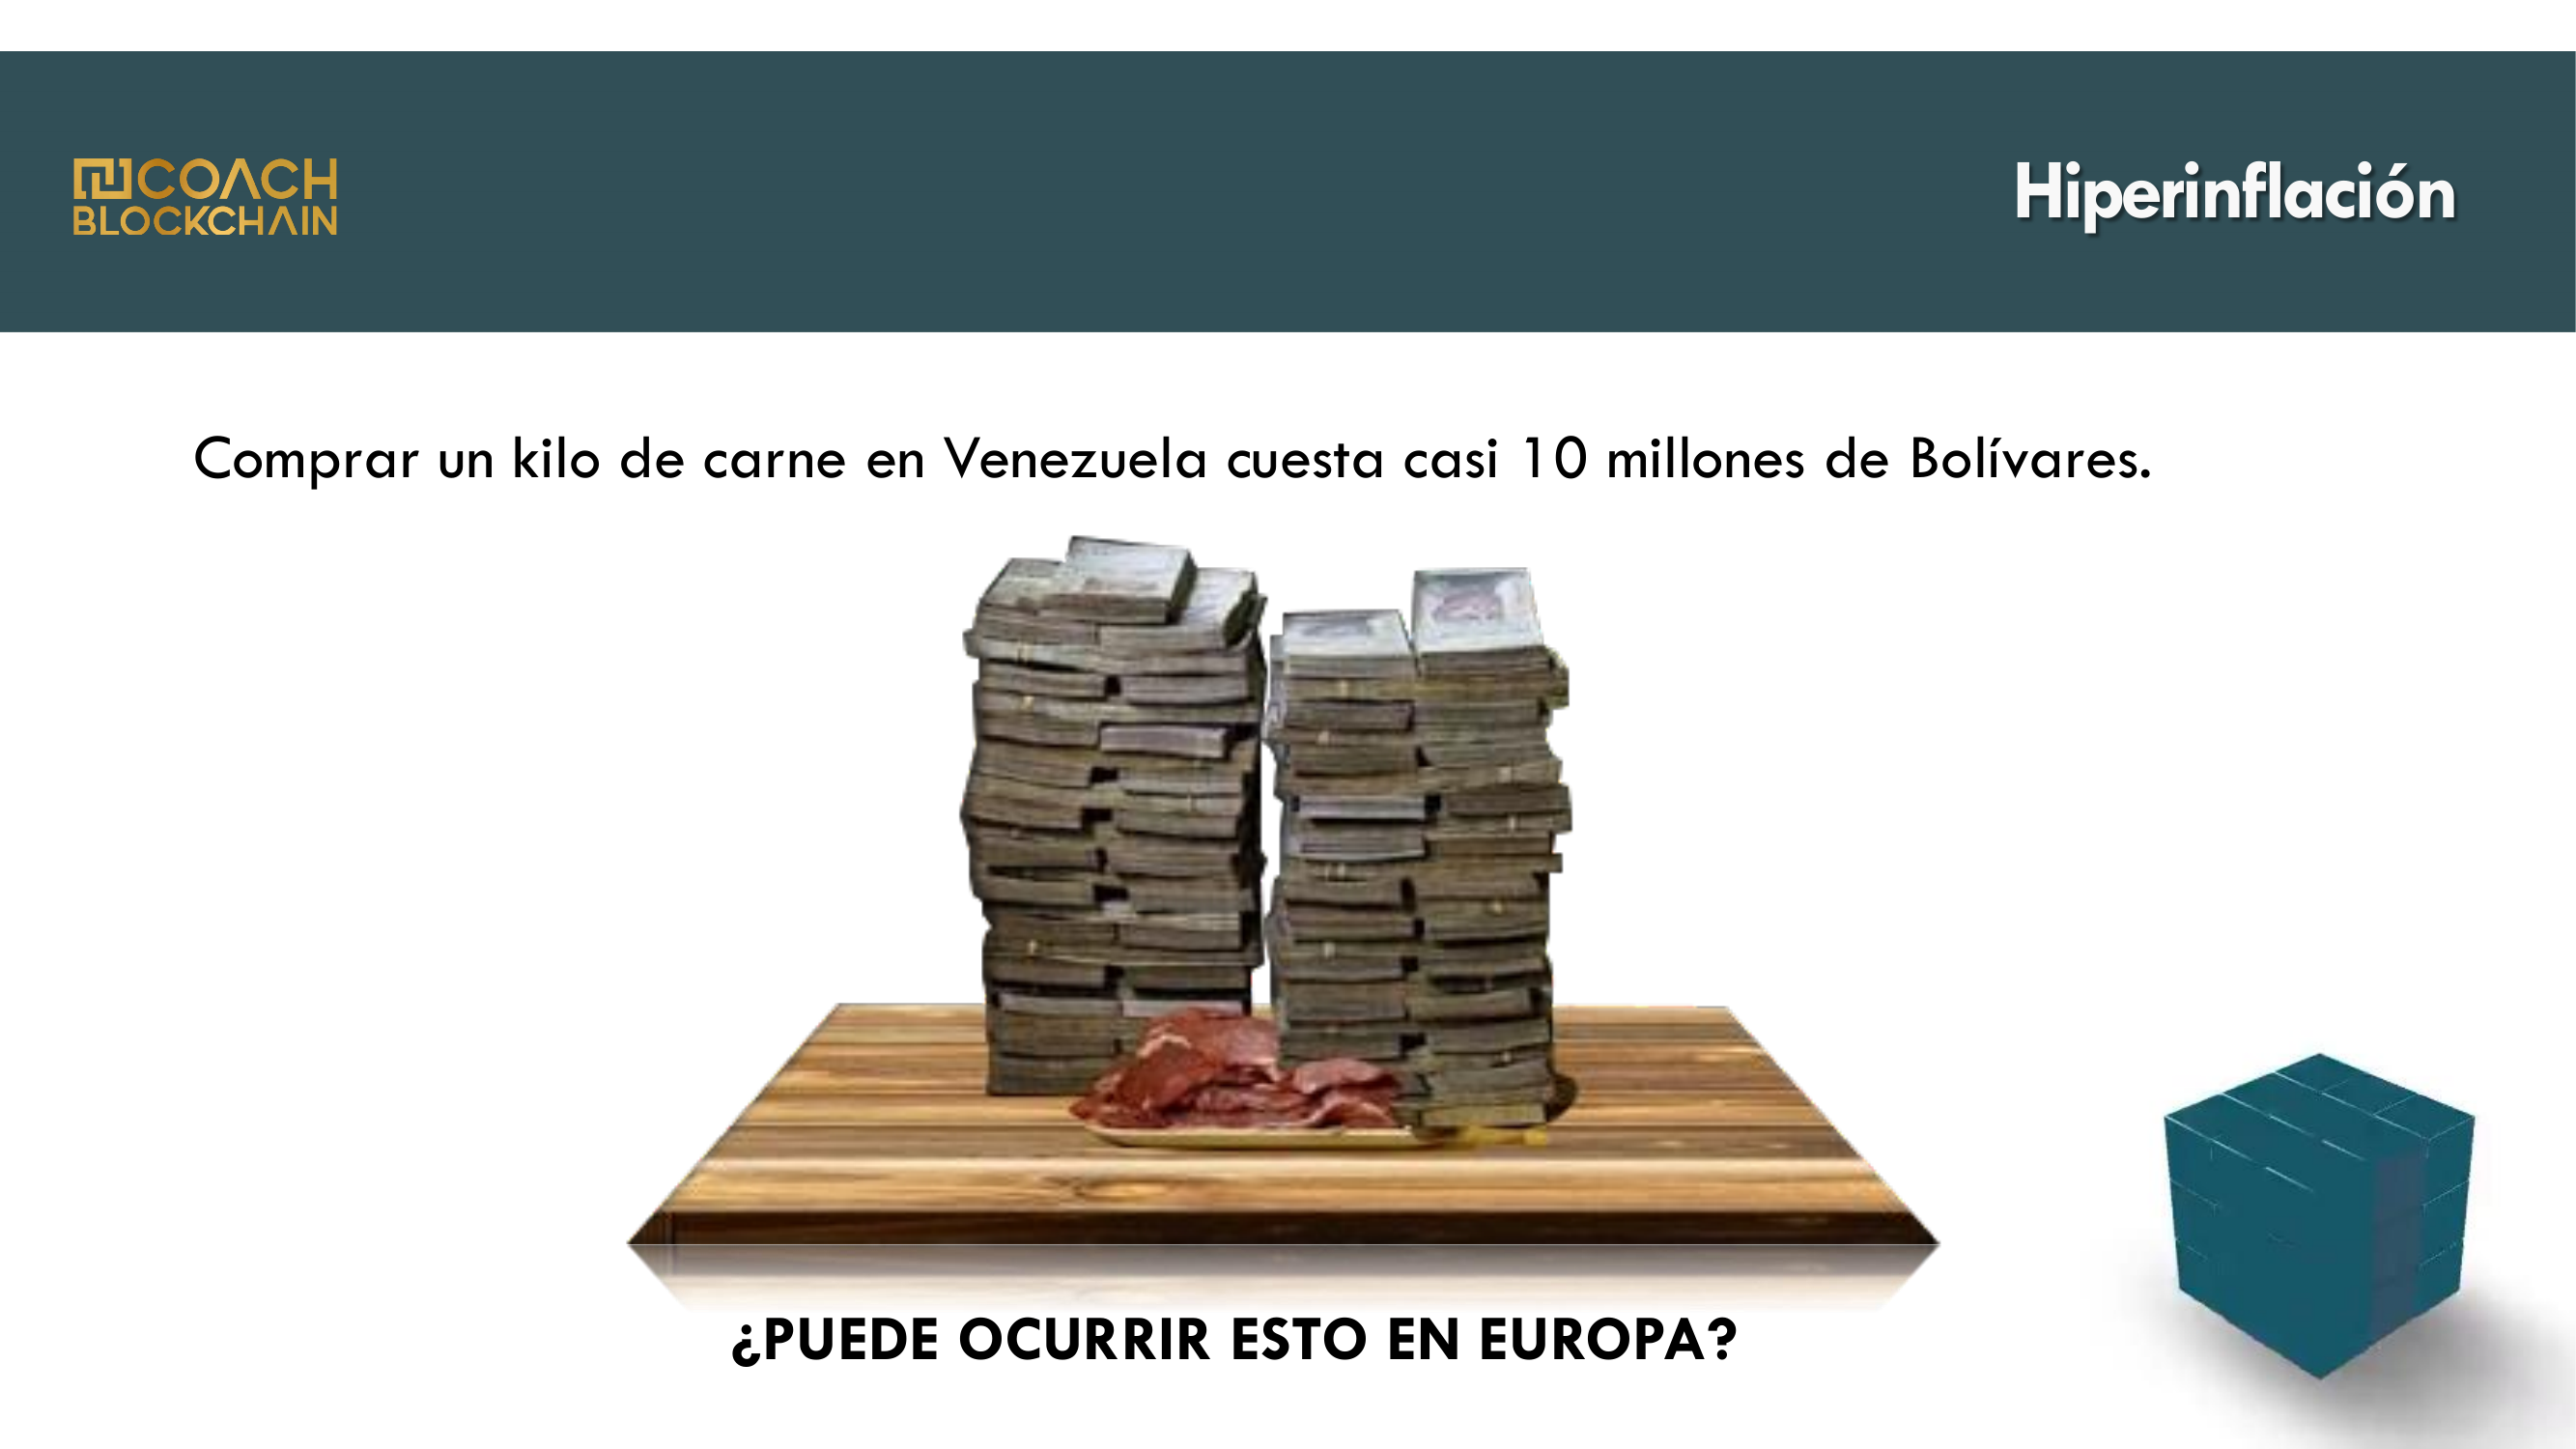 COACH
BLOCKCHAIN
Hiperinflación
Comprar un kilo de carne en Venezuela cuesta casi 10 millones de Bolívares.
¿PUEDE OCURRIR ESTO EN EUROPA?